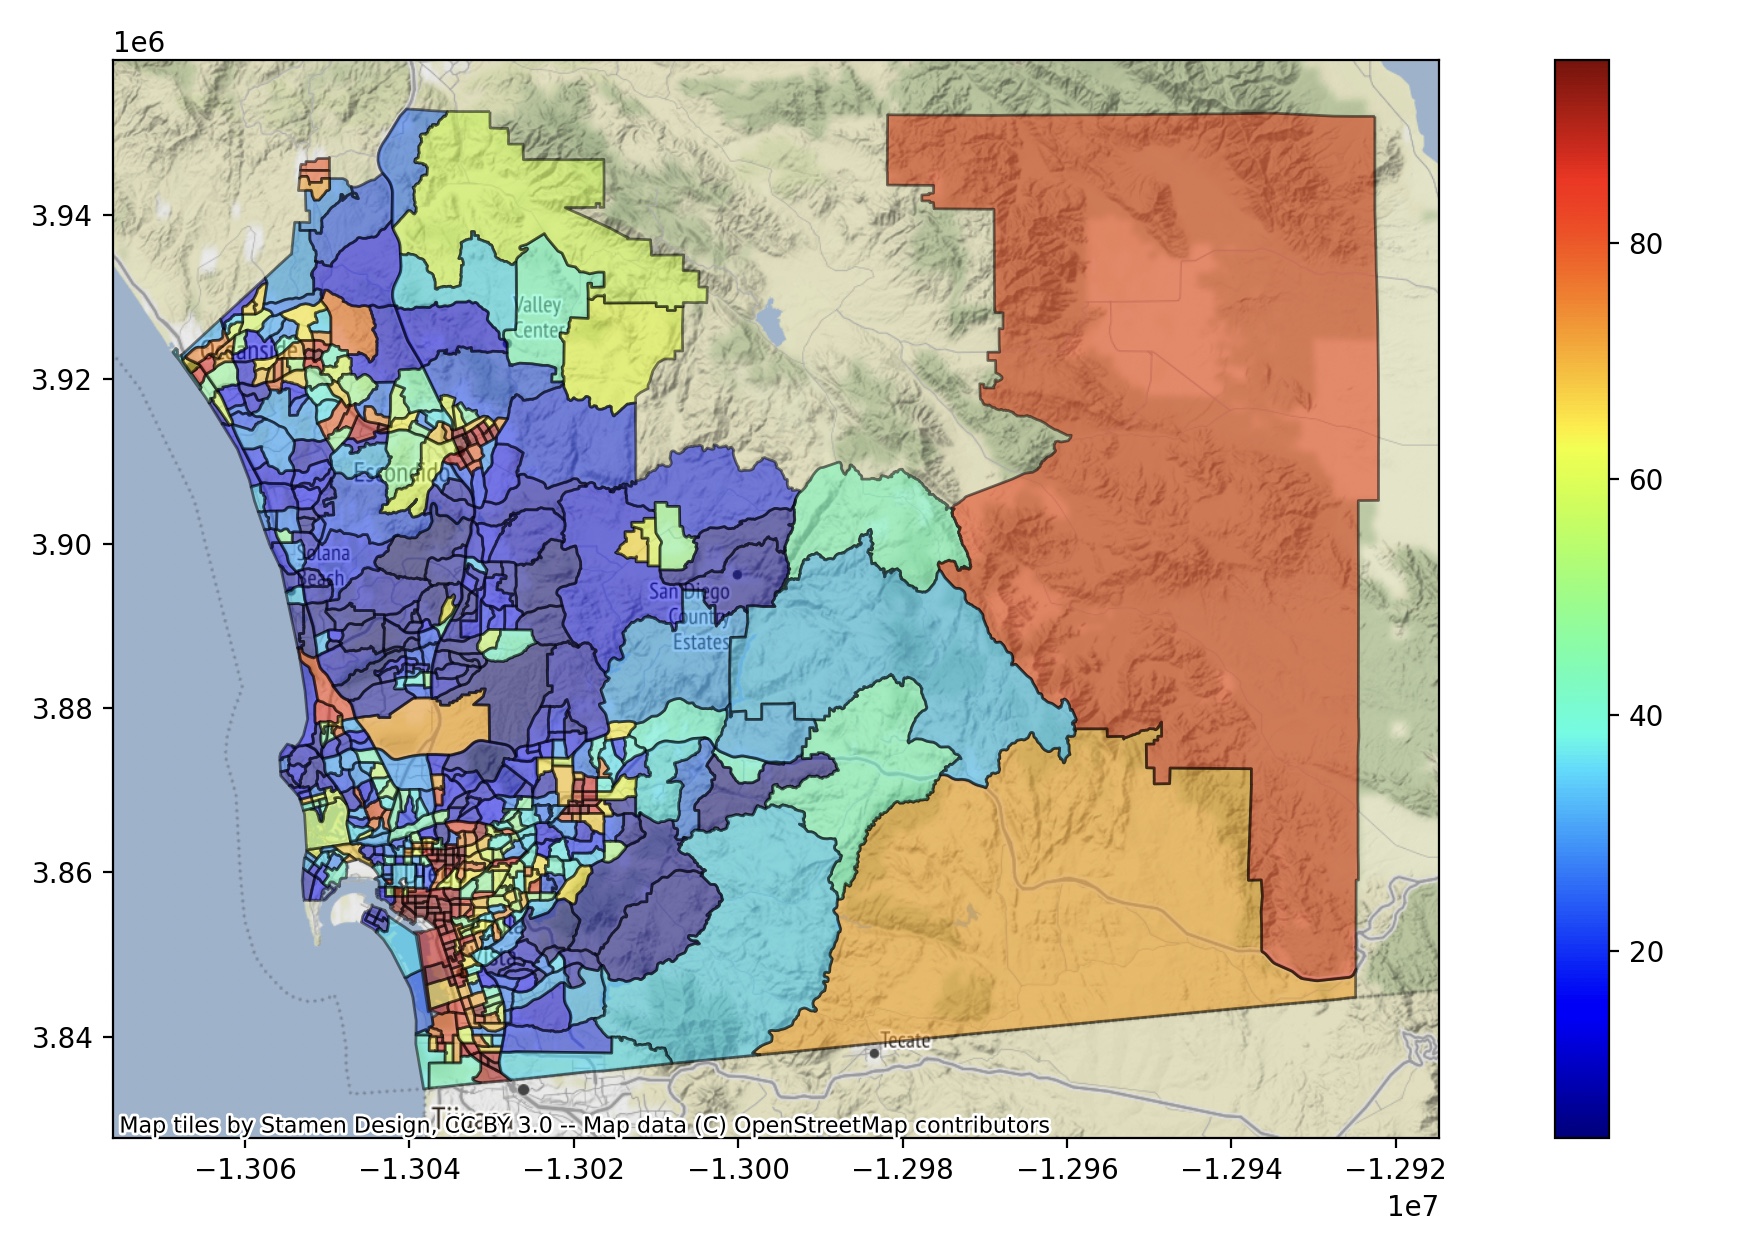 1e6
3.94
3.92
3.90
3.88
3.86
3.84
Valley
Center
Escondido
Solana
Beach
San Diego
Country
Estates
Tecate
Map tiles by Stamen Design, CC BY 3.0 -- Map data (C) OpenStreetMap contributors
−1.306
−1.304
−1.302
−1.300
−1.298
−1.296
−1.294
−1.292
1e7
80
60
40
20